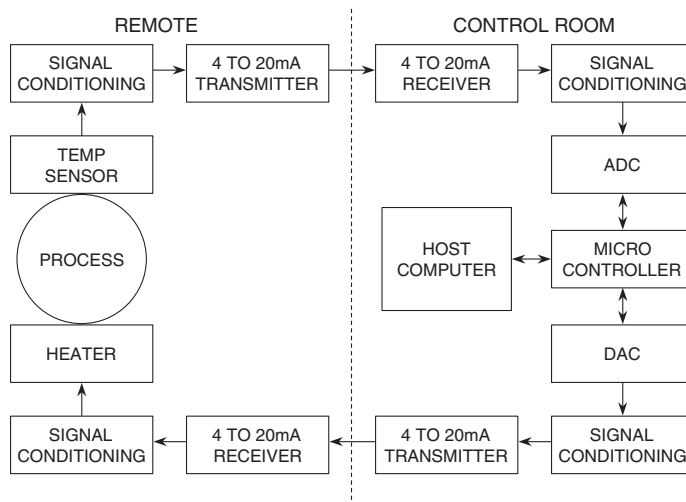 REMOTE
CONTROL ROOM
SIGNAL
CONDITIONING
4 TO 20mA
TRANSMITTER
4 TO 20mA
RECEIVER
SIGNAL
CONDITIONING
TEMP
SENSOR
ADC
PROCESS
HOST
COMPUTER
MICRO
CONTROLLER
HEATER
DAC
SIGNAL
CONDITIONING
4 TO 20mA
RECEIVER
4 TO 20mA
TRANSMITTER
SIGNAL
CONDITIONING